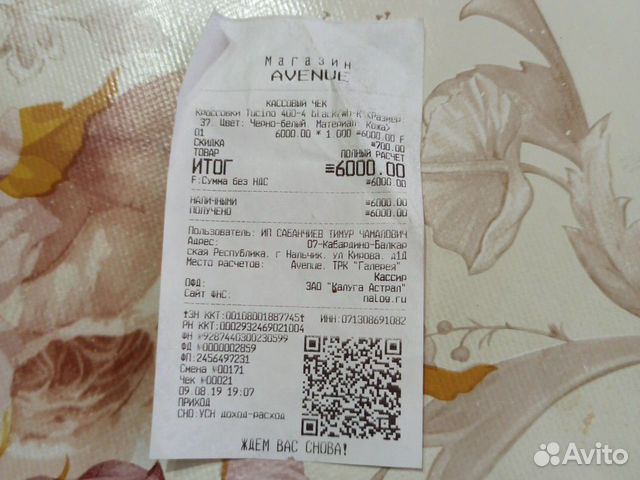 Магазин
AVENUE
КАССОВЫЙ ЧЕК
Кроссовки Tucino 400-4 black/wh-K <Размер
37 Цвет: Черно-белый Материал: Кожа>
01 6000.00 * 1 000 =6000.00 F
СКИДКА =700.00
ТОВАР ПОЛНЫЙ РАСЧЕТ
ИТОГ =6000.00
F:Сумма без НДС =6000.00
НАЛИЧНЫМИ =6000.00
ПОЛУЧЕНО =6000.00
Пользователь: ИП САБАНЧИЕВ ТИМУР ЧАМАЛОВИЧ
Адрес: 07-Кабардино-Балкар
ская Республика, г Нальчик, ул Кирова, д1Д
Место расчетов: Avenue, ТРК "Галерея"
Кассир
ОФД: ЗАО "Калуга Астрал"
Сайт ФНС: nalog.ru
ЗН ККТ:00108001887745 ИНН:071308691082
РН ККТ:0002932469021004
ФН №9287440300230599
ФД №0000002859
ФП:2456497231
Смена №00171
Чек №00021
09.08.19 19:07
ПРИХОД
СНО:УСН доход-расход
ЖДЕМ ВАС СНОВА!
Avito